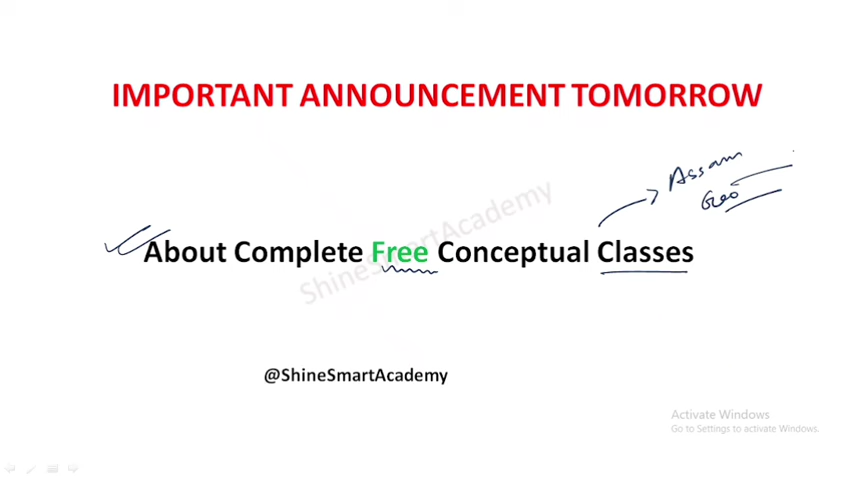 IMPORTANT ANNOUNCEMENT TOMORROW
Assam
Geo
About Complete Free Conceptual Classes
ShineSmartAcademy
@ShineSmartAcademy
Activate Windows
Go to Settings to activate Windows.